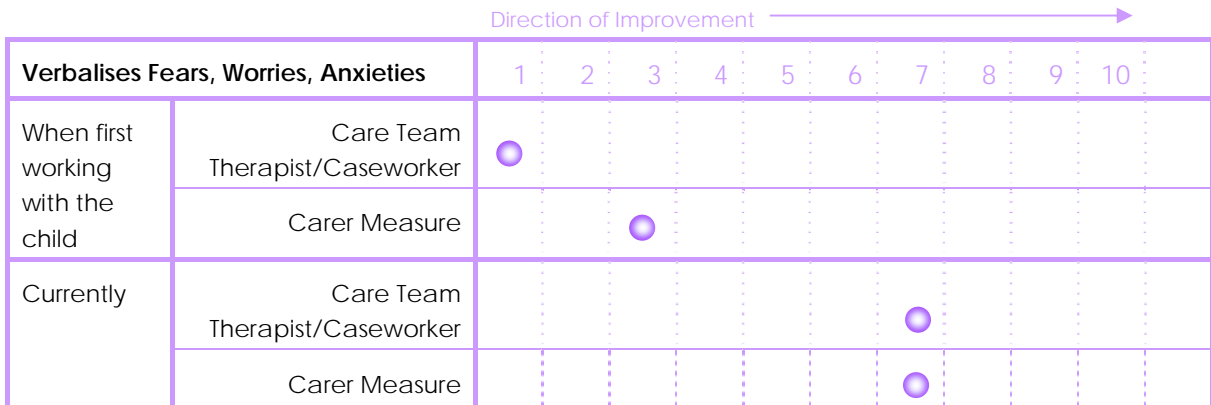 Direction of Improvement
Verbalises Fears, Worries, Anxieties 1 2 3 4 5 6 7 8 9 10
When first
working
with the
child
Care Team
Therapist/Caseworker
Carer Measure
Currently
Care Team
Therapist/Caseworker
Carer Measure